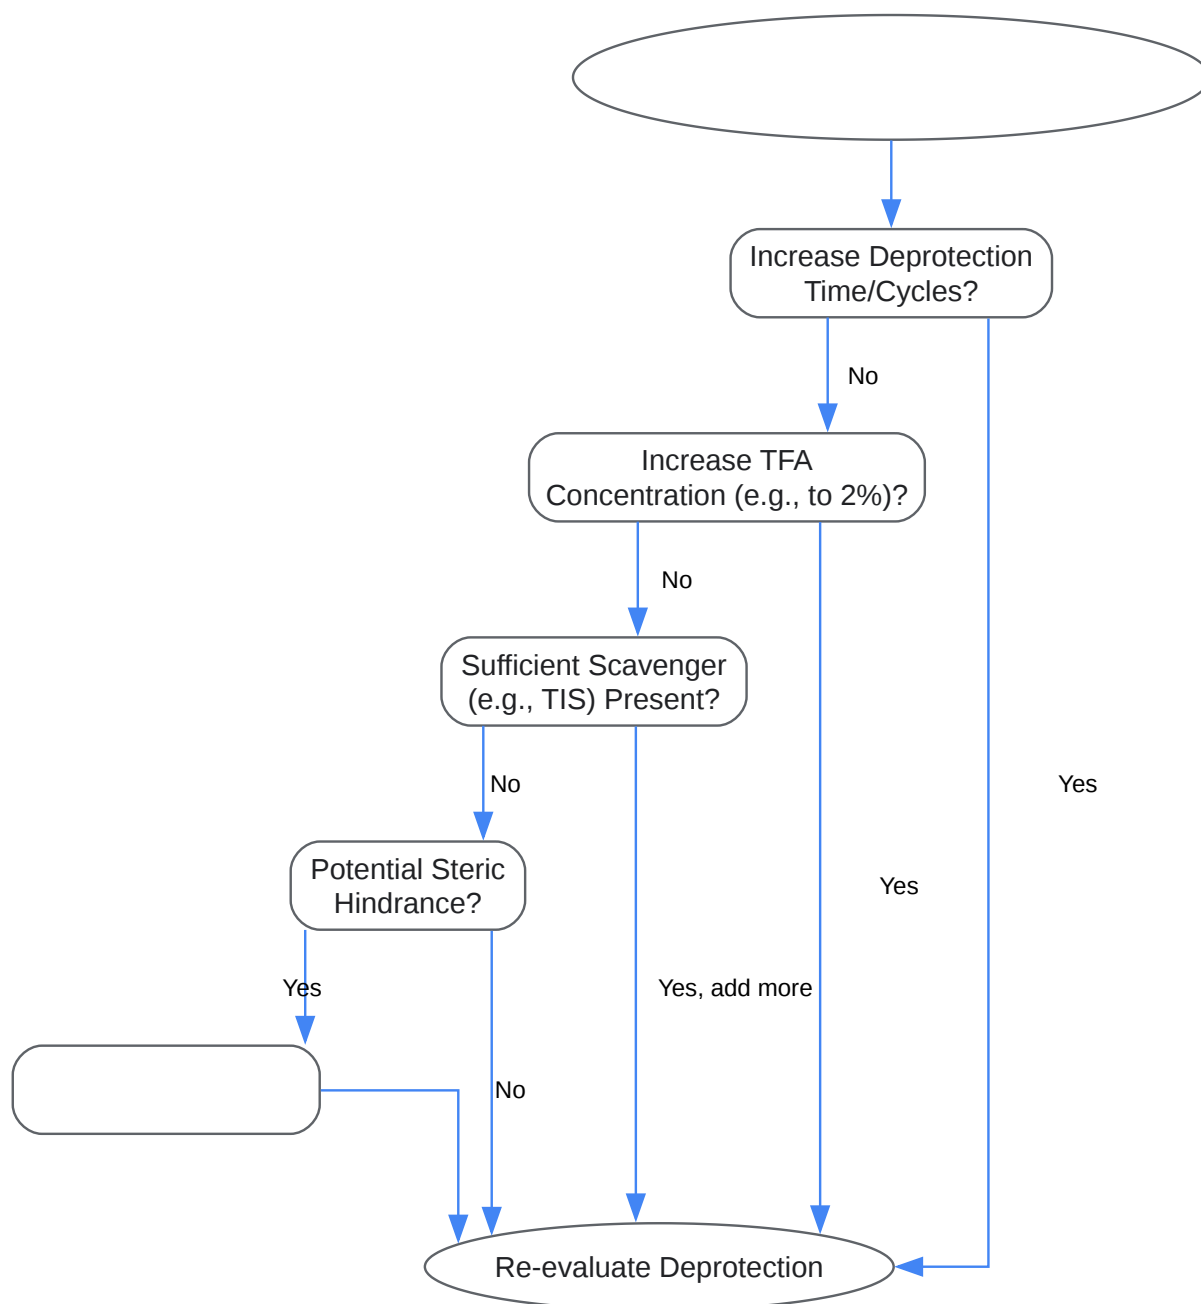 Increase Deprotection
Time/Cycles?
No
Increase TFA
Concentration (e.g., to 2%)?
No
Sufficient Scavenger
(e.g., TIS) Present?
No
Yes
Potential Steric
Hindrance?
Yes
Yes
Yes, add more
No
Re-evaluate Deprotection